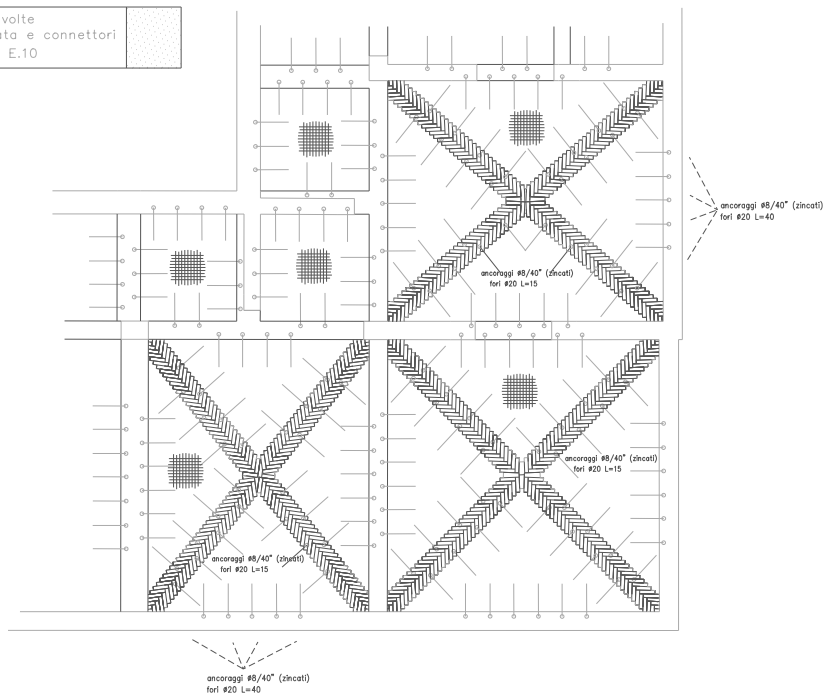 volte
ata e connettori
E.10
ancoraggi ø8/40" (zincati)
fori ø20 L=40
ancoraggi ø8/40" (zincati)
fori ø20 L=15
ancoraggi ø8/40" (zincati)
fori ø20 L=15
ancoraggi ø8/40" (zincati)
fori ø20 L=15
ancoraggi ø8/40" (zincati)
fori ø20 L=40